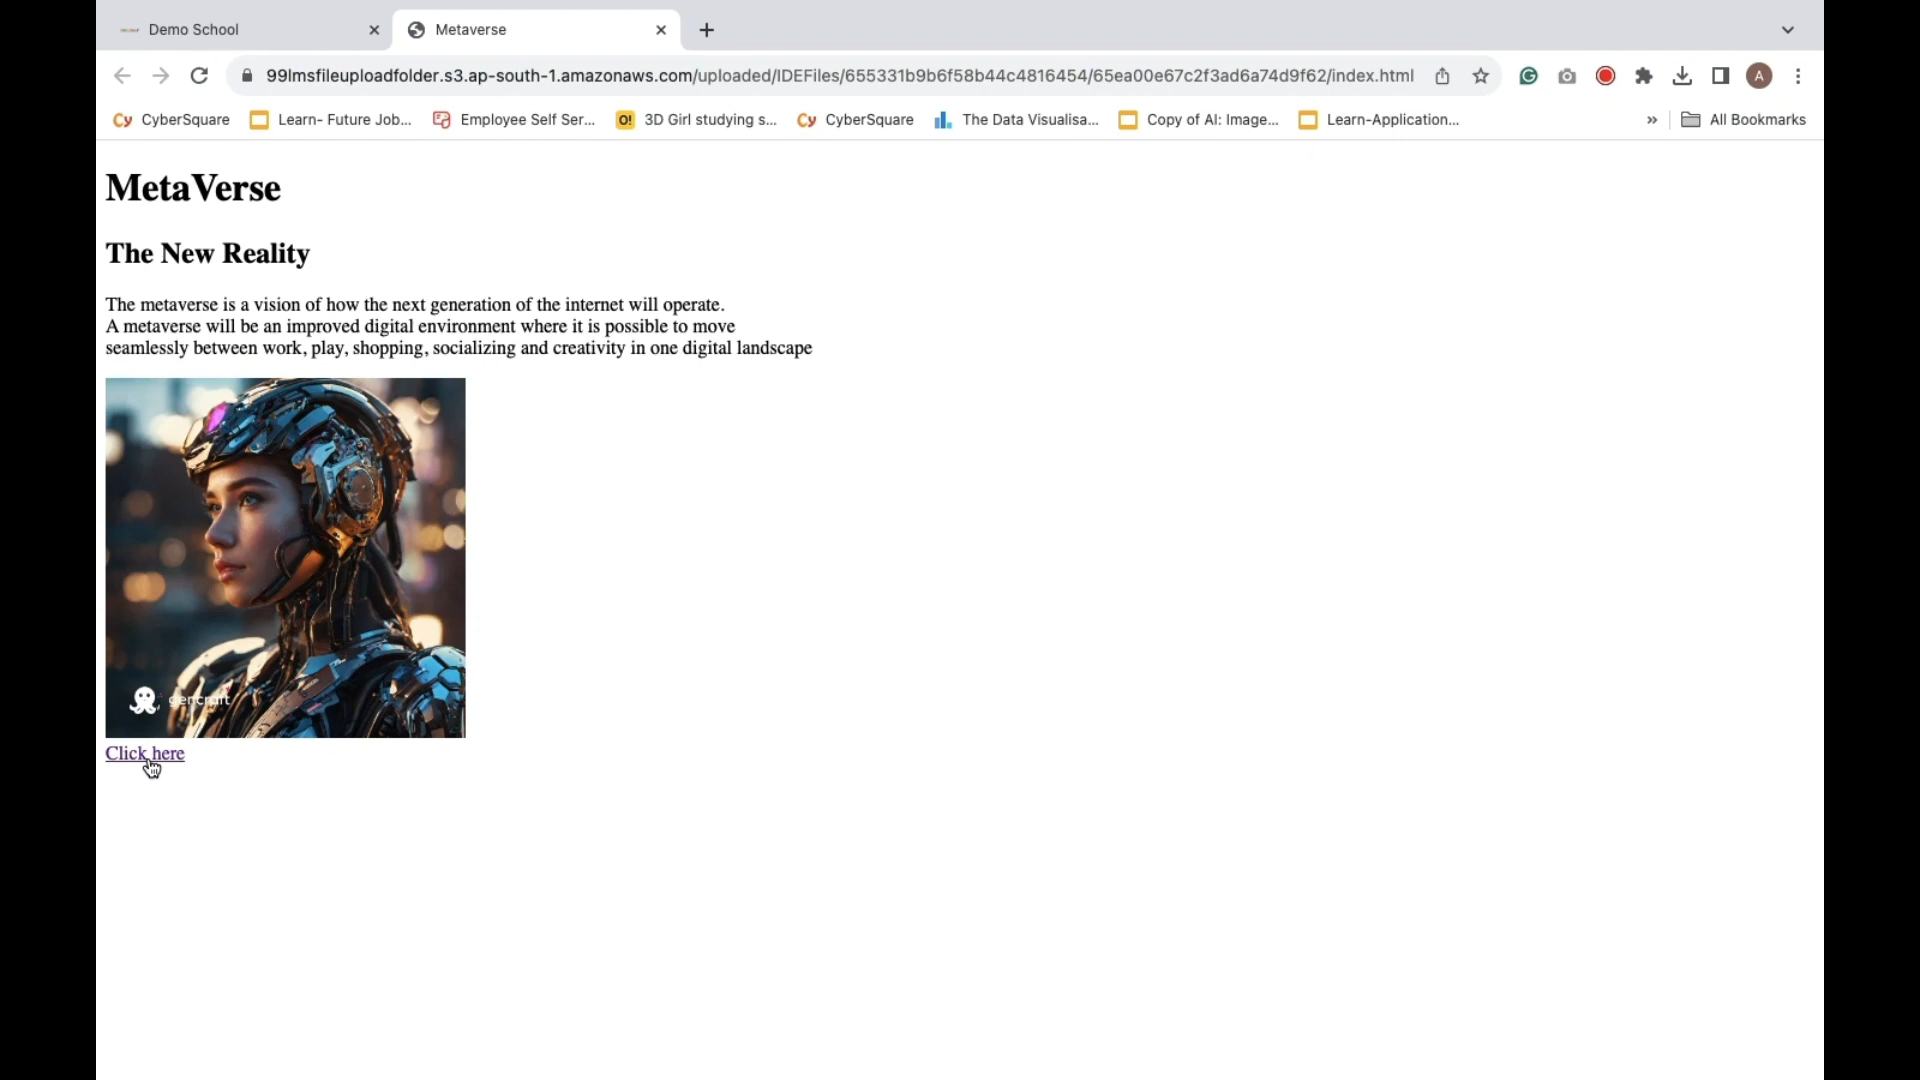 Demo School
Metaverse
99lmsfileuploadfolder.s3.ap-south-1.amazonaws.com/uploaded/IDEFiles/655331b9b6f58b44c4816454/65ea00e67c2f3ad6a74d9f62/index.html
A
Cy CyberSquare
Learn- Future Job...
Employee Self Ser...
O! 3D Girl studying s...
Cy CyberSquare
The Data Visualisa...
Copy of AI: Image...
Learn-Application...
»
All Bookmarks
MetaVerse
The New Reality
The metaverse is a vision of how the next generation of the internet will operate.
A metaverse will be an improved digital environment where it is possible to move
seamlessly between work, play, shopping, socializing and creativity in one digital landscape
gencraft
Click here